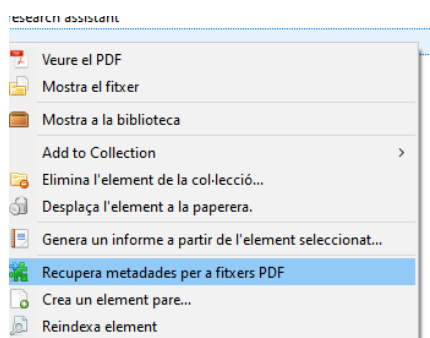 research assistant
Veure el PDF
Mostra el fitxer
Mostra a la biblioteca
Add to Collection
Elimina l'element de la col·lecció...
Desplaça l'element a la paperera.
Genera un informe a partir de l'element seleccionat...
Recupera metadades per a fitxers PDF
Crea un element pare...
Reindexa element